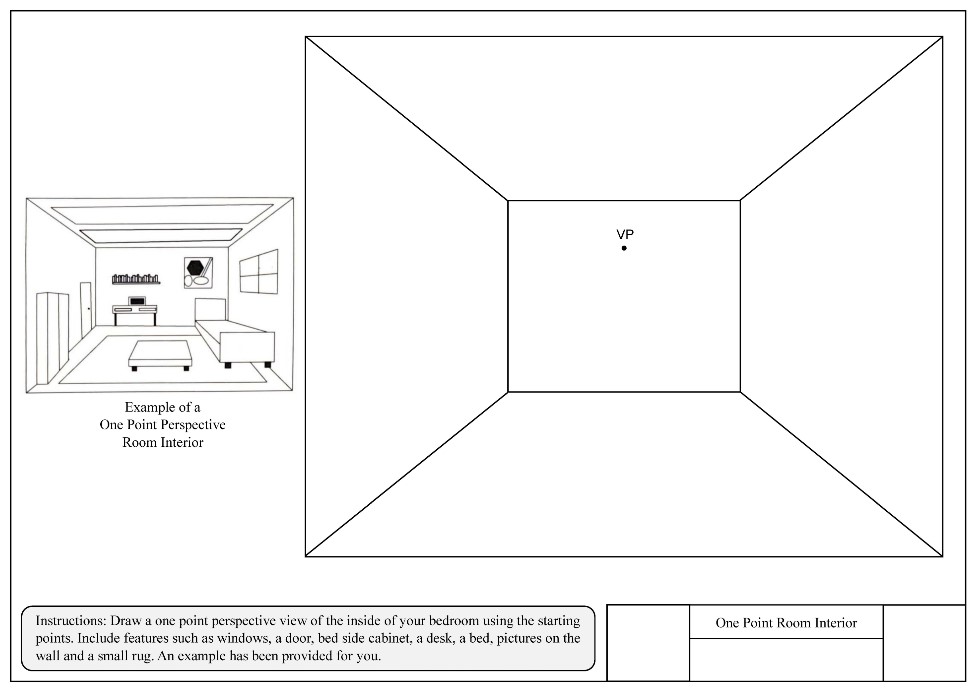 VP
Example of a
One Point Perspective
Room Interior
Instructions: Draw a one point perspective view of the inside of your bedroom using the starting
points. Include features such as windows, a door, bed side cabinet, a desk, a bed, pictures on the
wall and a small rug. An example has been provided for you.
One Point Room Interior